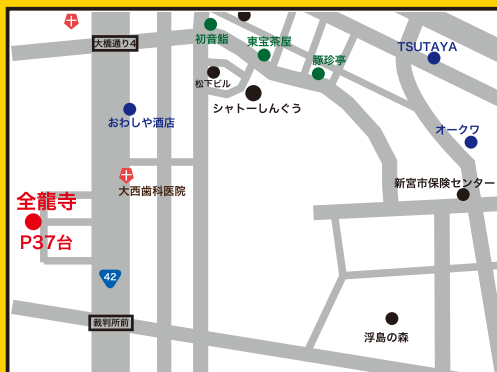 大橋通り4
初音鮨
東宝茶屋
豚珍亭
TSUTAYA
松下ビル
シャトーしんぐう
おわしや酒店
オークワ
大西歯科医院
新宮市保険センター
全龍寺
P37台
42
裁判所前
浮島の森